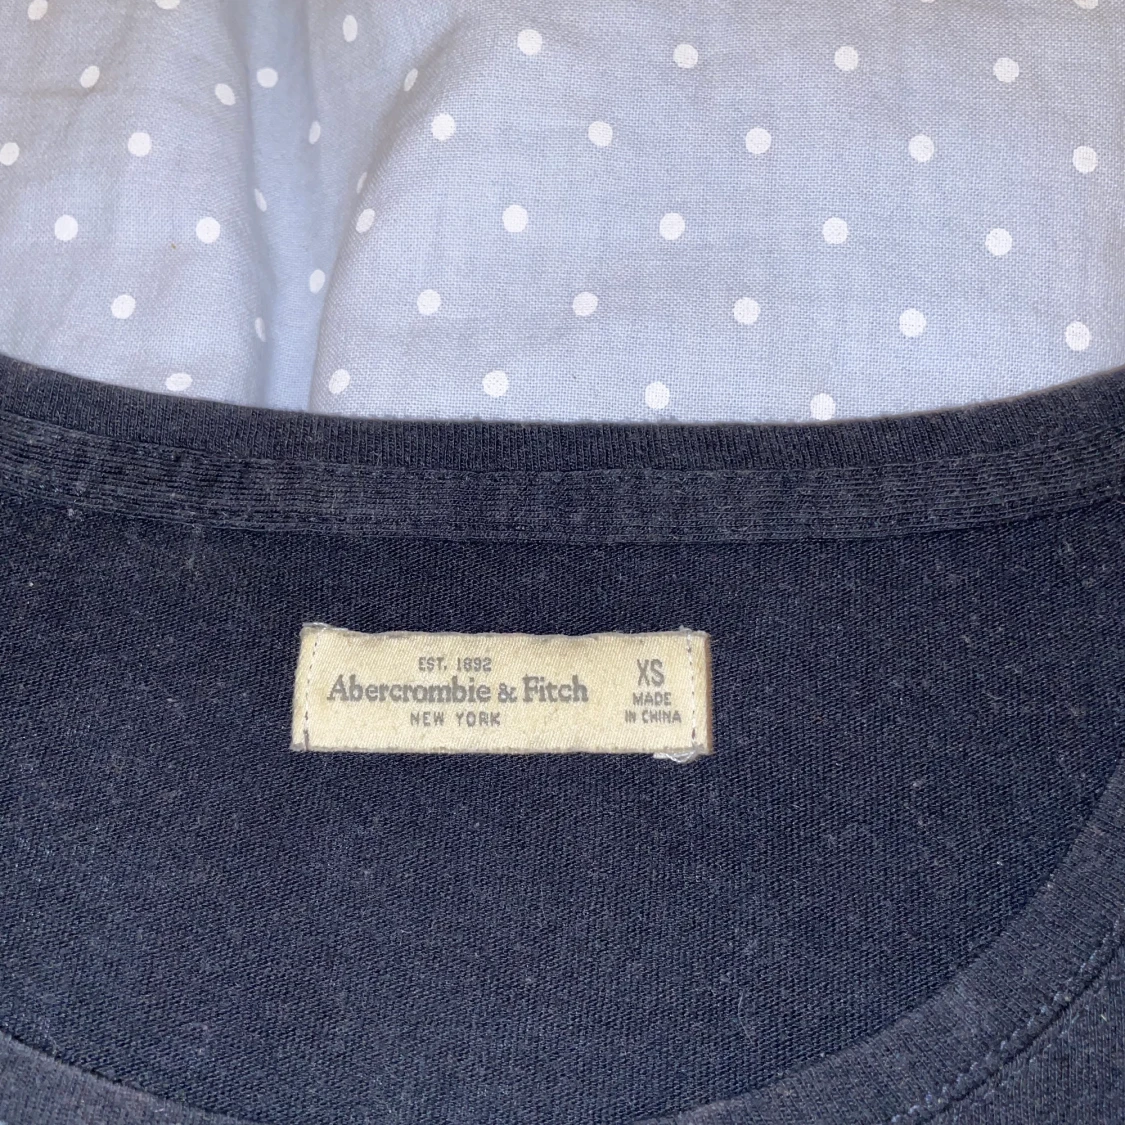 EST. 1892
Abercrombie & Fitch
NEW YORK
XS
MADE
IN CHINA